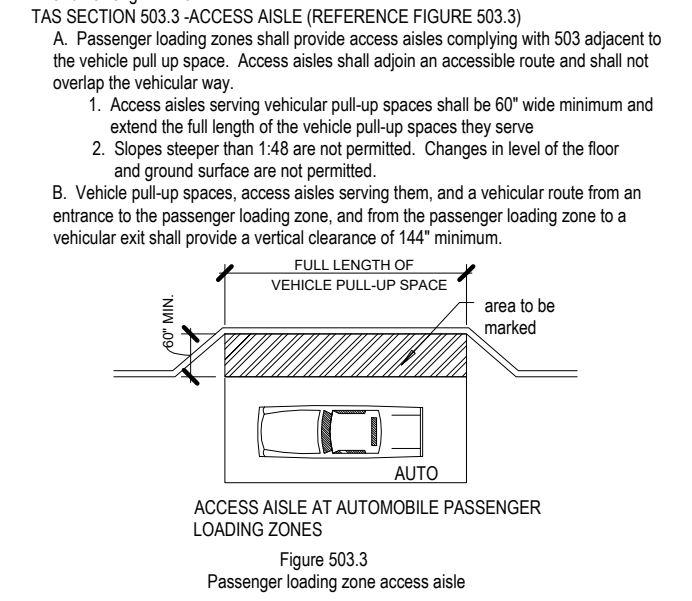 TAS SECTION 503.3 -ACCESS AISLE (REFERENCE FIGURE 503.3)
A. Passenger loading zones shall provide access aisles complying with 503 adjacent to
the vehicle pull up space. Access aisles shall adjoin an accessible route and shall not
overlap the vehicular way.
1. Access aisles serving vehicular pull-up spaces shall be 60" wide minimum and
extend the full length of the vehicle pull-up spaces they serve
2. Slopes steeper than 1:48 are not permitted. Changes in level of the floor
and ground surface are not permitted.
B. Vehicle pull-up spaces, access aisles serving them, and a vehicular route from an
entrance to the passenger loading zone, and from the passenger loading zone to a
vehicular exit shall provide a vertical clearance of 144" minimum.
FULL LENGTH OF
VEHICLE PULL-UP SPACE
area to be
marked
60" MIN.
AUTO
ACCESS AISLE AT AUTOMOBILE PASSENGER
LOADING ZONES
Figure 503.3
Passenger loading zone access aisle